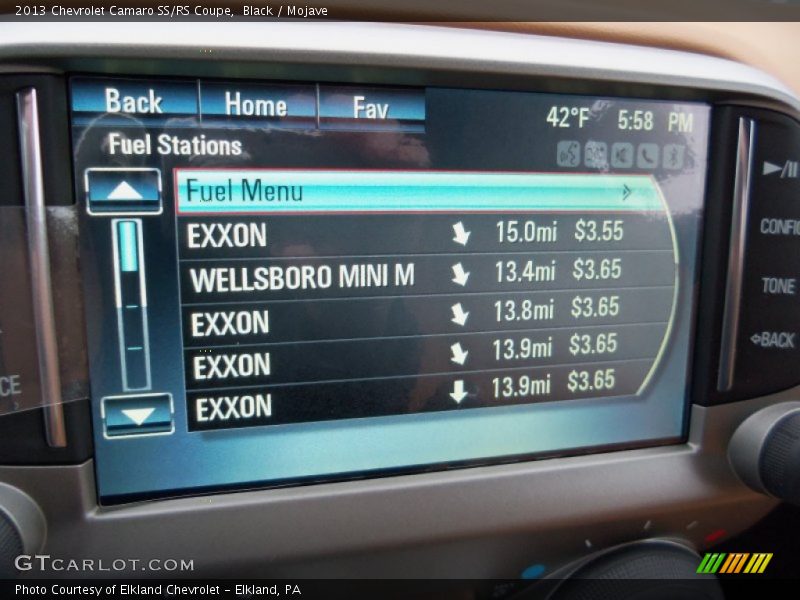 2013 Chevrolet Camaro SS/RS Coupe,  Black / Mojave
Back Home Fav 42°F 5:58 PM
Fuel Stations
Fuel Menu
EXXON 15.0mi $3.55
WELLSBORO MINI M 13.4mi $3.65
EXXON 13.8mi $3.65
EXXON 13.9mi $3.65
EXXON 13.9mi $3.65
CONFIG
TONE
BACK
CE
GTCARLOT.COM
Photo Courtesy of Elkland Chevrolet - Elkland, PA